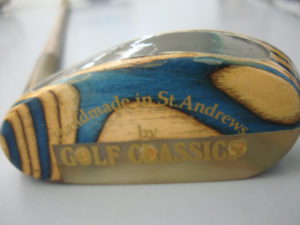 Handmade in St. Andrews
by
GOLF CLASSICS